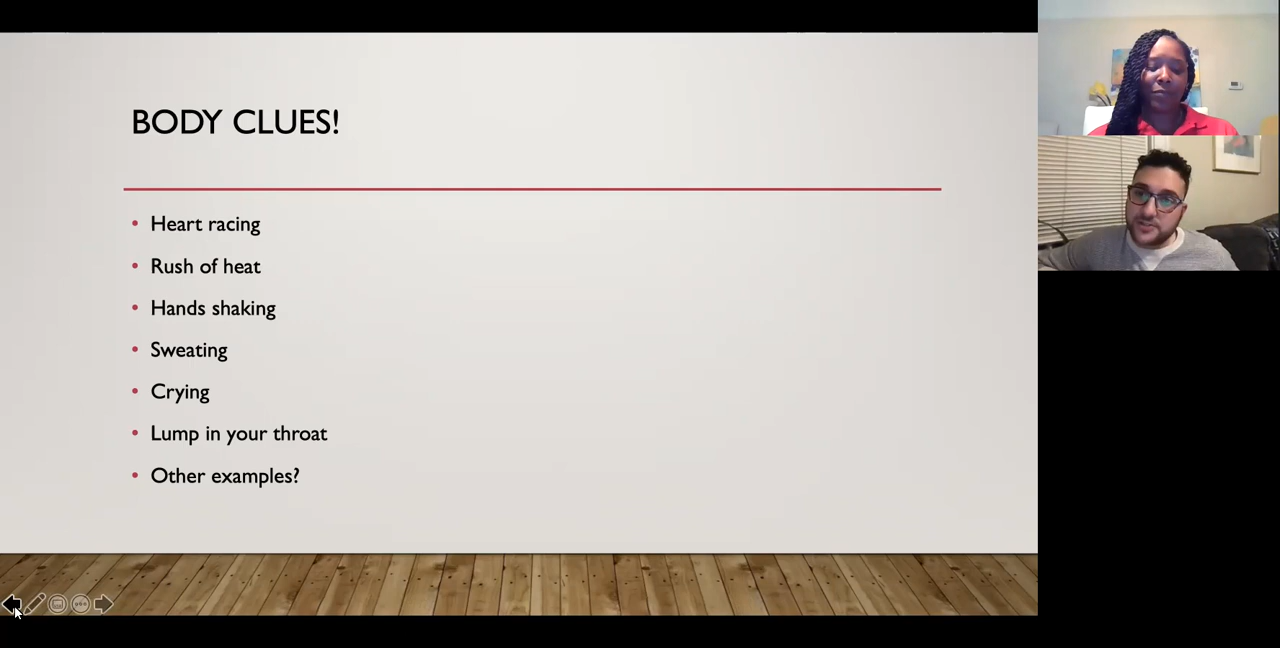 BODY CLUES!
• Heart racing
• Rush of heat
• Hands shaking
• Sweating
• Crying
• Lump in your throat
• Other examples?